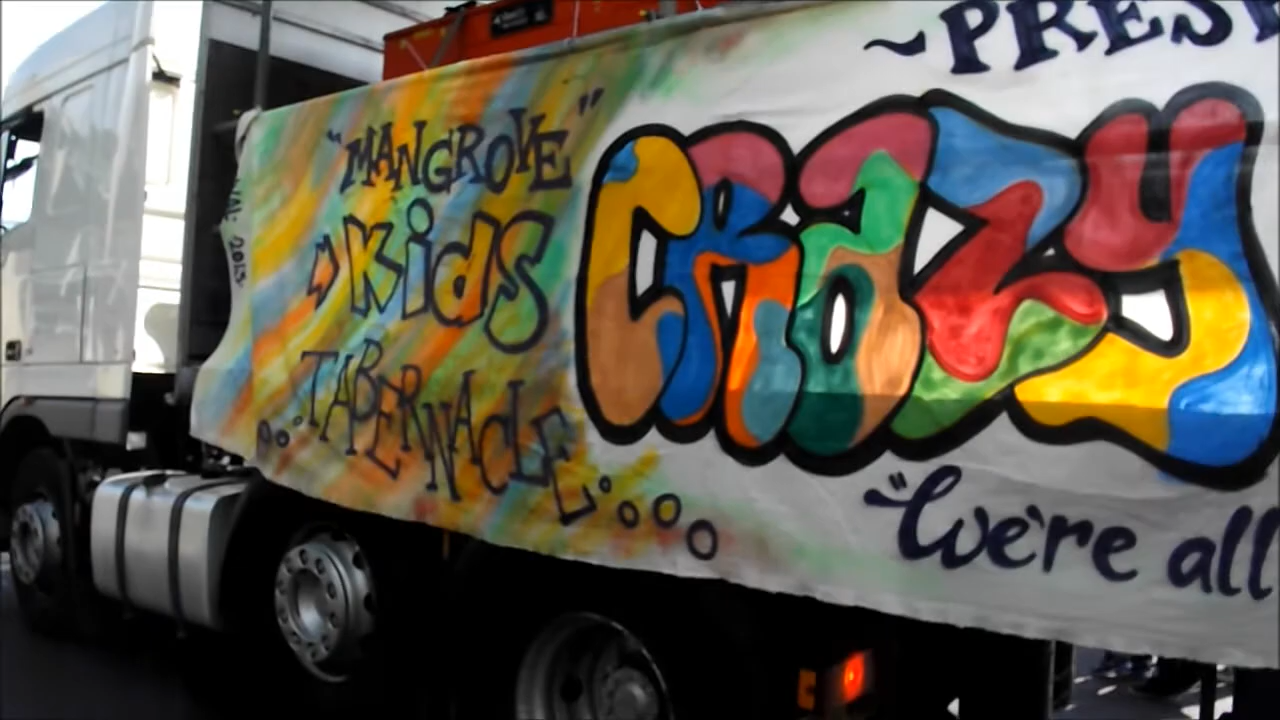 ~PRES
"MANGROVE"
Kids
TABERNACLE
CRAZY
"We're all